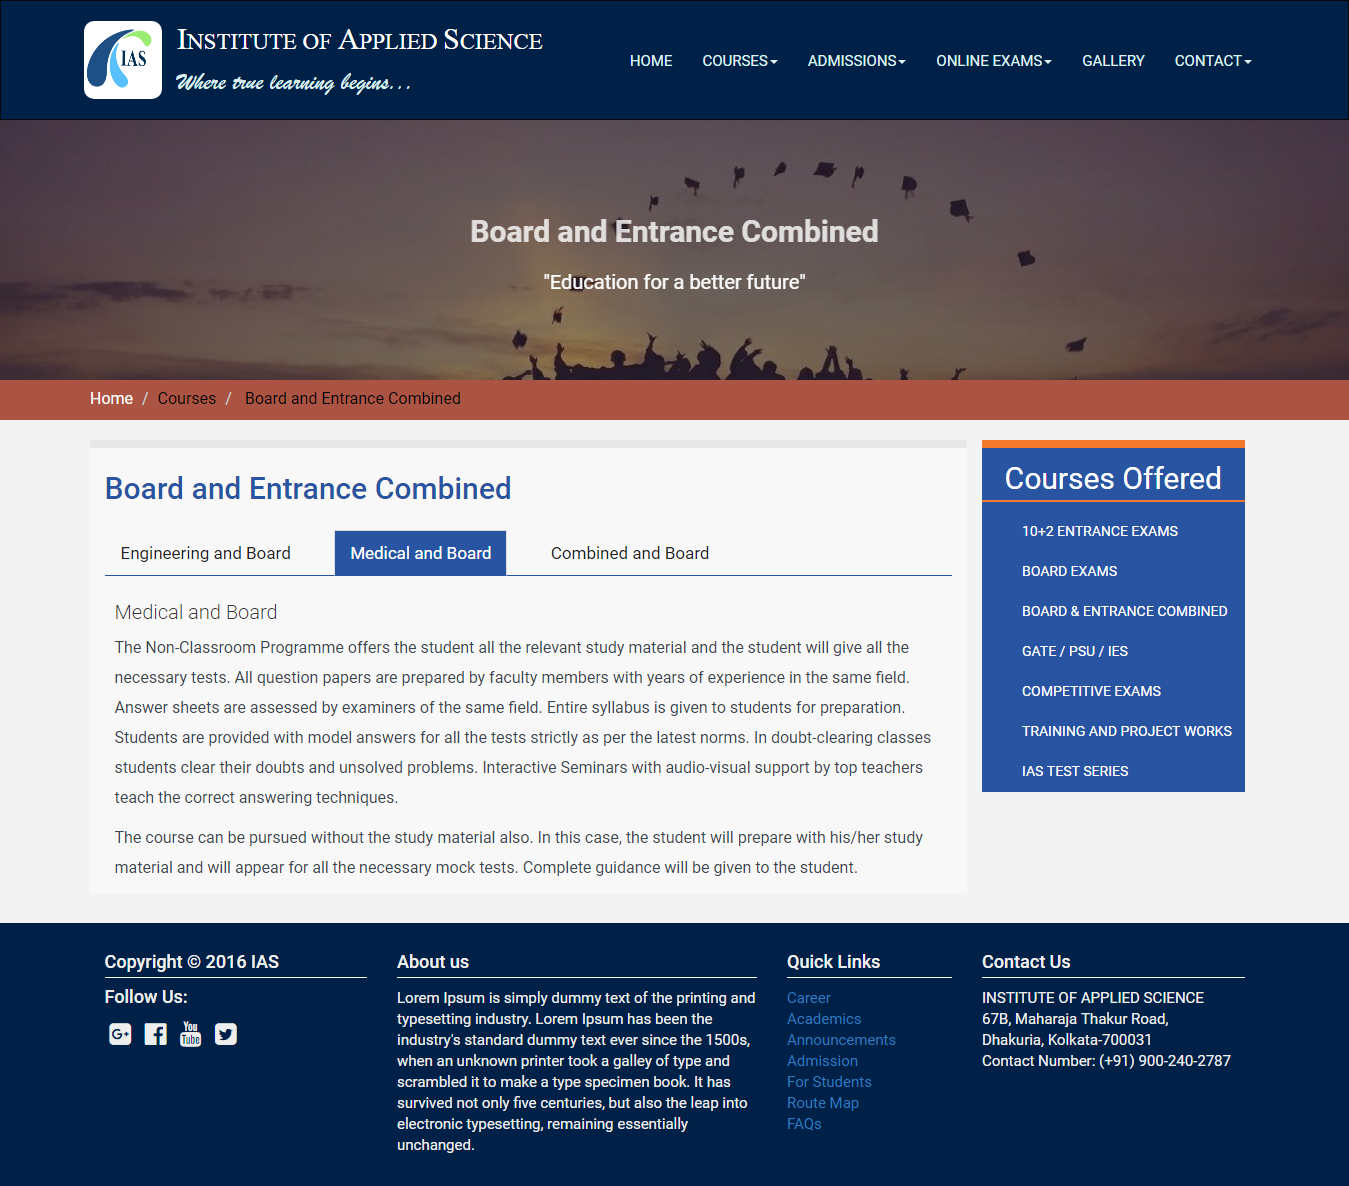 IAS
INSTITUTE OF APPLIED SCIENCE
Where true learning begins...
HOME
COURSES
ADMISSIONS
ONLINE EXAMS
GALLERY
CONTACT
Board and Entrance Combined
"Education for a better future"
Home / Courses / Board and Entrance Combined
Board and Entrance Combined
Engineering and Board
Medical and Board
Combined and Board
Medical and Board
The Non-Classroom Programme offers the student all the relevant study material and the student will give all the
necessary tests. All question papers are prepared by faculty members with years of experience in the same field.
Answer sheets are assessed by examiners of the same field. Entire syllabus is given to students for preparation.
Students are provided with model answers for all the tests strictly as per the latest norms. In doubt-clearing classes
students clear their doubts and unsolved problems. Interactive Seminars with audio-visual support by top teachers
teach the correct answering techniques.
The course can be pursued without the study material also. In this case, the student will prepare with his/her study
material and will appear for all the necessary mock tests. Complete guidance will be given to the student.
Courses Offered
10+2 ENTRANCE EXAMS
BOARD EXAMS
BOARD & ENTRANCE COMBINED
GATE / PSU / IES
COMPETITIVE EXAMS
TRAINING AND PROJECT WORKS
IAS TEST SERIES
Copyright © 2016 IAS
Follow Us:
G+
You
Tube
About us
Lorem Ipsum is simply dummy text of the printing and
typesetting industry. Lorem Ipsum has been the
industry's standard dummy text ever since the 1500s,
when an unknown printer took a galley of type and
scrambled it to make a type specimen book. It has
survived not only five centuries, but also the leap into
electronic typesetting, remaining essentially
unchanged.
Quick Links
Career
Academics
Announcements
Admission
For Students
Route Map
FAQs
Contact Us
INSTITUTE OF APPLIED SCIENCE
67B, Maharaja Thakur Road,
Dhakuria, Kolkata-700031
Contact Number: (+91) 900-240-2787